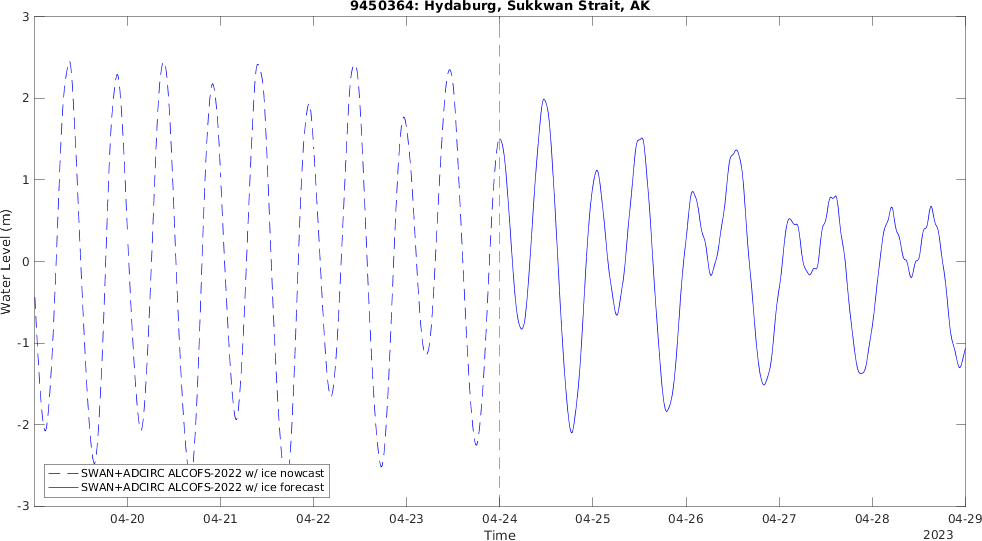 9450364: Hydaburg, Sukkwan Strait, AK
3
2
1
0
-1
-2
-3
Water Level (m)
SWAN+ADCIRC ALCOFS-2022 w/ ice nowcast
SWAN+ADCIRC ALCOFS-2022 w/ ice forecast
04-20 04-21 04-22 04-23 04-24 04-25 04-26 04-27 04-28 04-29
Time
2023